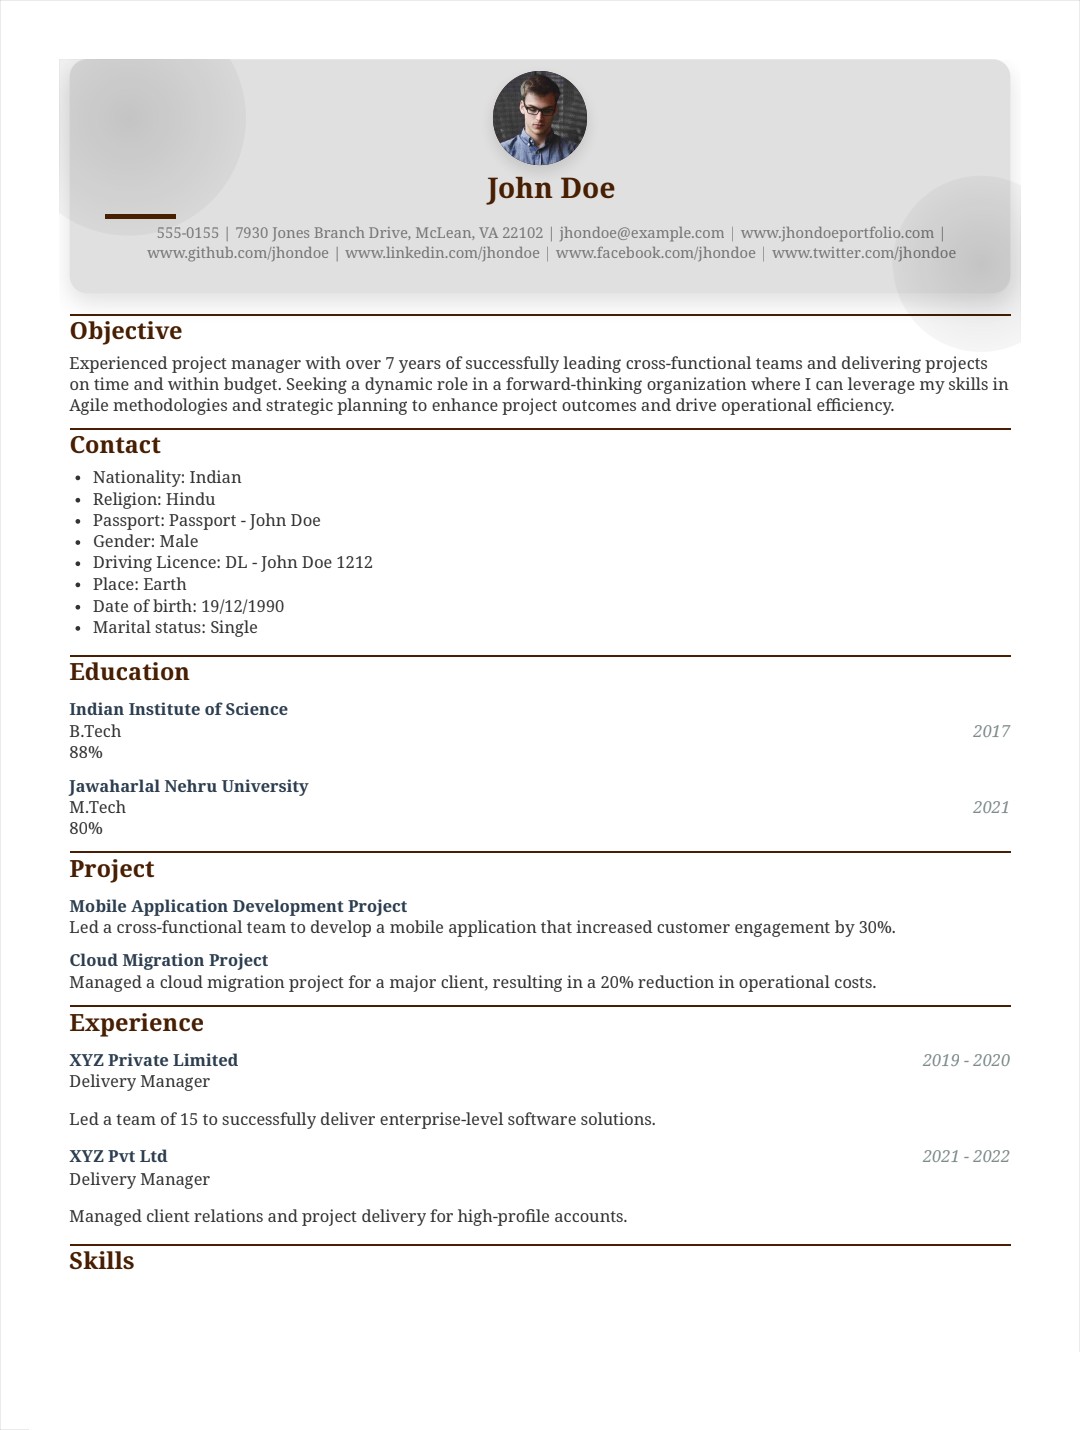 John Doe
555-0155 | 7930 Jones Branch Drive, McLean, VA 22102 | jhondoe@example.com | www.jhondoeportfolio.com |
www.github.com/jhondoe | www.linkedin.com/jhondoe | www.facebook.com/jhondoe | www.twitter.com/jhondoe
Objective
Experienced project manager with over 7 years of successfully leading cross-functional teams and delivering projects
on time and within budget. Seeking a dynamic role in a forward-thinking organization where I can leverage my skills in
Agile methodologies and strategic planning to enhance project outcomes and drive operational efficiency.
Contact
• Nationality: Indian
• Religion: Hindu
• Passport: Passport - John Doe
• Gender: Male
• Driving Licence: DL - John Doe 1212
• Place: Earth
• Date of birth: 19/12/1990
• Marital status: Single
Education
Indian Institute of Science
B.Tech 2017
88%
Jawaharlal Nehru University
M.Tech 2021
80%
Project
Mobile Application Development Project
Led a cross-functional team to develop a mobile application that increased customer engagement by 30%.
Cloud Migration Project
Managed a cloud migration project for a major client, resulting in a 20% reduction in operational costs.
Experience
XYZ Private Limited 2019 - 2020
Delivery Manager
Led a team of 15 to successfully deliver enterprise-level software solutions.
XYZ Pvt Ltd 2021 - 2022
Delivery Manager
Managed client relations and project delivery for high-profile accounts.
Skills